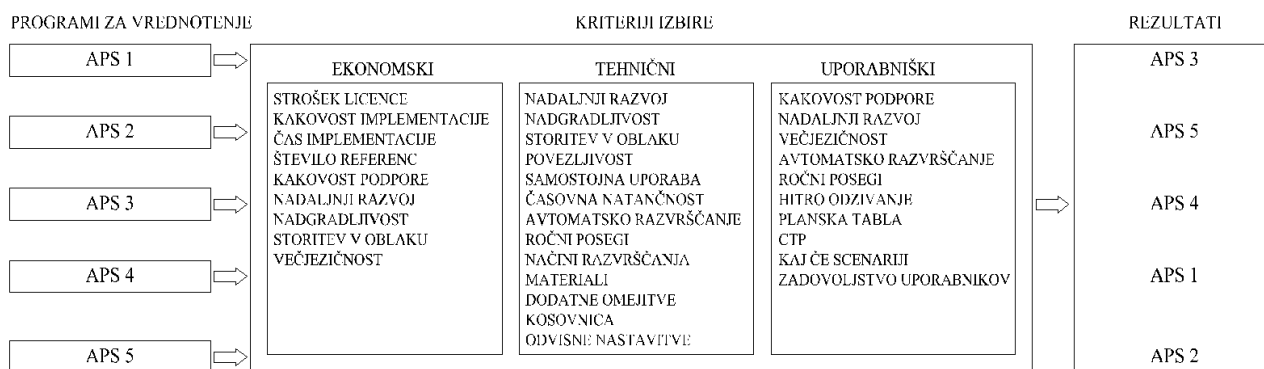 PROGRAMI ZA VREDNOTENJE
APS 1
APS 2
APS 3
APS 4
APS 5
KRITERIJI IZBIRE
EKONOMSKI
STROŠEK LICENCE
KAKOVOST IMPLEMENTACIJE
ČAS IMPLEMENTACIJE
ŠTEVILO REFERENC
KAKOVOST PODPORE
NADALJNJI RAZVOJ
NADGRADLJIVOST
STORITEV V OBLAKU
VEČJEZIČNOST
TEHNIČNI
NADALJNJI RAZVOJ
NADGRADLJIVOST
STORITEV V OBLAKU
POVEZLJIVOST
SAMOSTOJNA UPORABA
ČASOVNA NATANČNOST
AVTOMATSKO RAZVRŠČANJE
ROČNI POSEGI
NAČINI RAZVRŠČANJA
MATERIALI
DODATNE OMEJITVE
KOSOVNICA
ODVISNE NASTAVITVE
UPORABNIŠKI
KAKOVOST PODPORE
NADALJNJI RAZVOJ
VEČJEZIČNOST
AVTOMATSKO RAZVRŠČANJE
ROČNI POSEGI
HITRO ODZIVANJE
PLANSKA TABLA
CTP
KAJ ČE SCENARIJI
ZADOVOLJSTVO UPORABNIKOV
REZULTATI
APS 3
APS 5
APS 4
APS 1
APS 2